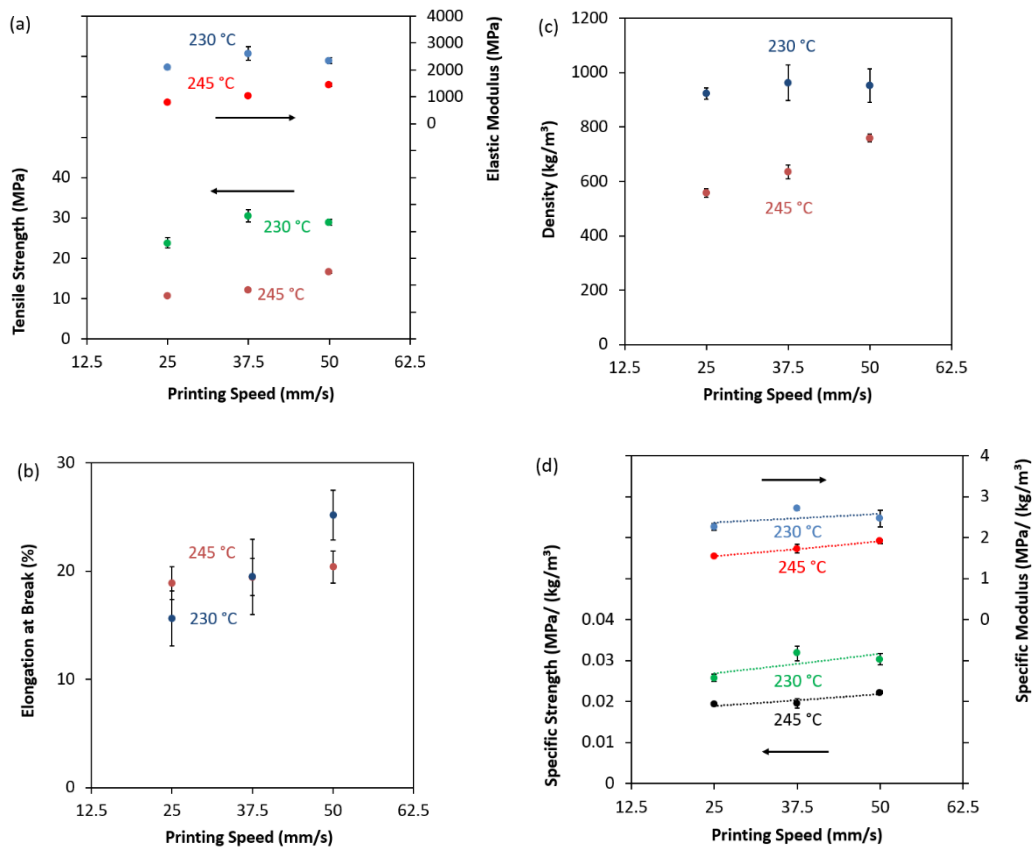 (a)
Tensile Strength (MPa)
Elastic Modulus (MPa)
4000
3000
2000
1000
0
40
30
20
10
0
230 °C
245 °C
230 °C
245 °C
12.5 25 37.5 50 62.5
Printing Speed (mm/s)
(c)
Density (kg/m³)
1200
1000
800
600
400
200
0
230 °C
245 °C
12.5 25 37.5 50 62.5
Printing Speed (mm/s)
(b)
Elongation at Break (%)
30
20
10
0
245 °C
230 °C
12.5 25 37.5 50 62.5
Printing Speed (mm/s)
(d)
Specific Strength (MPa/ (kg/m³)
Specific Modulus (MPa/ (kg/m³)
4
3
2
1
0
0.04
0.03
0.02
0.01
0
230 °C
245 °C
230 °C
245 °C
12.5 25 37.5 50 62.5
Printing Speed (mm/s)